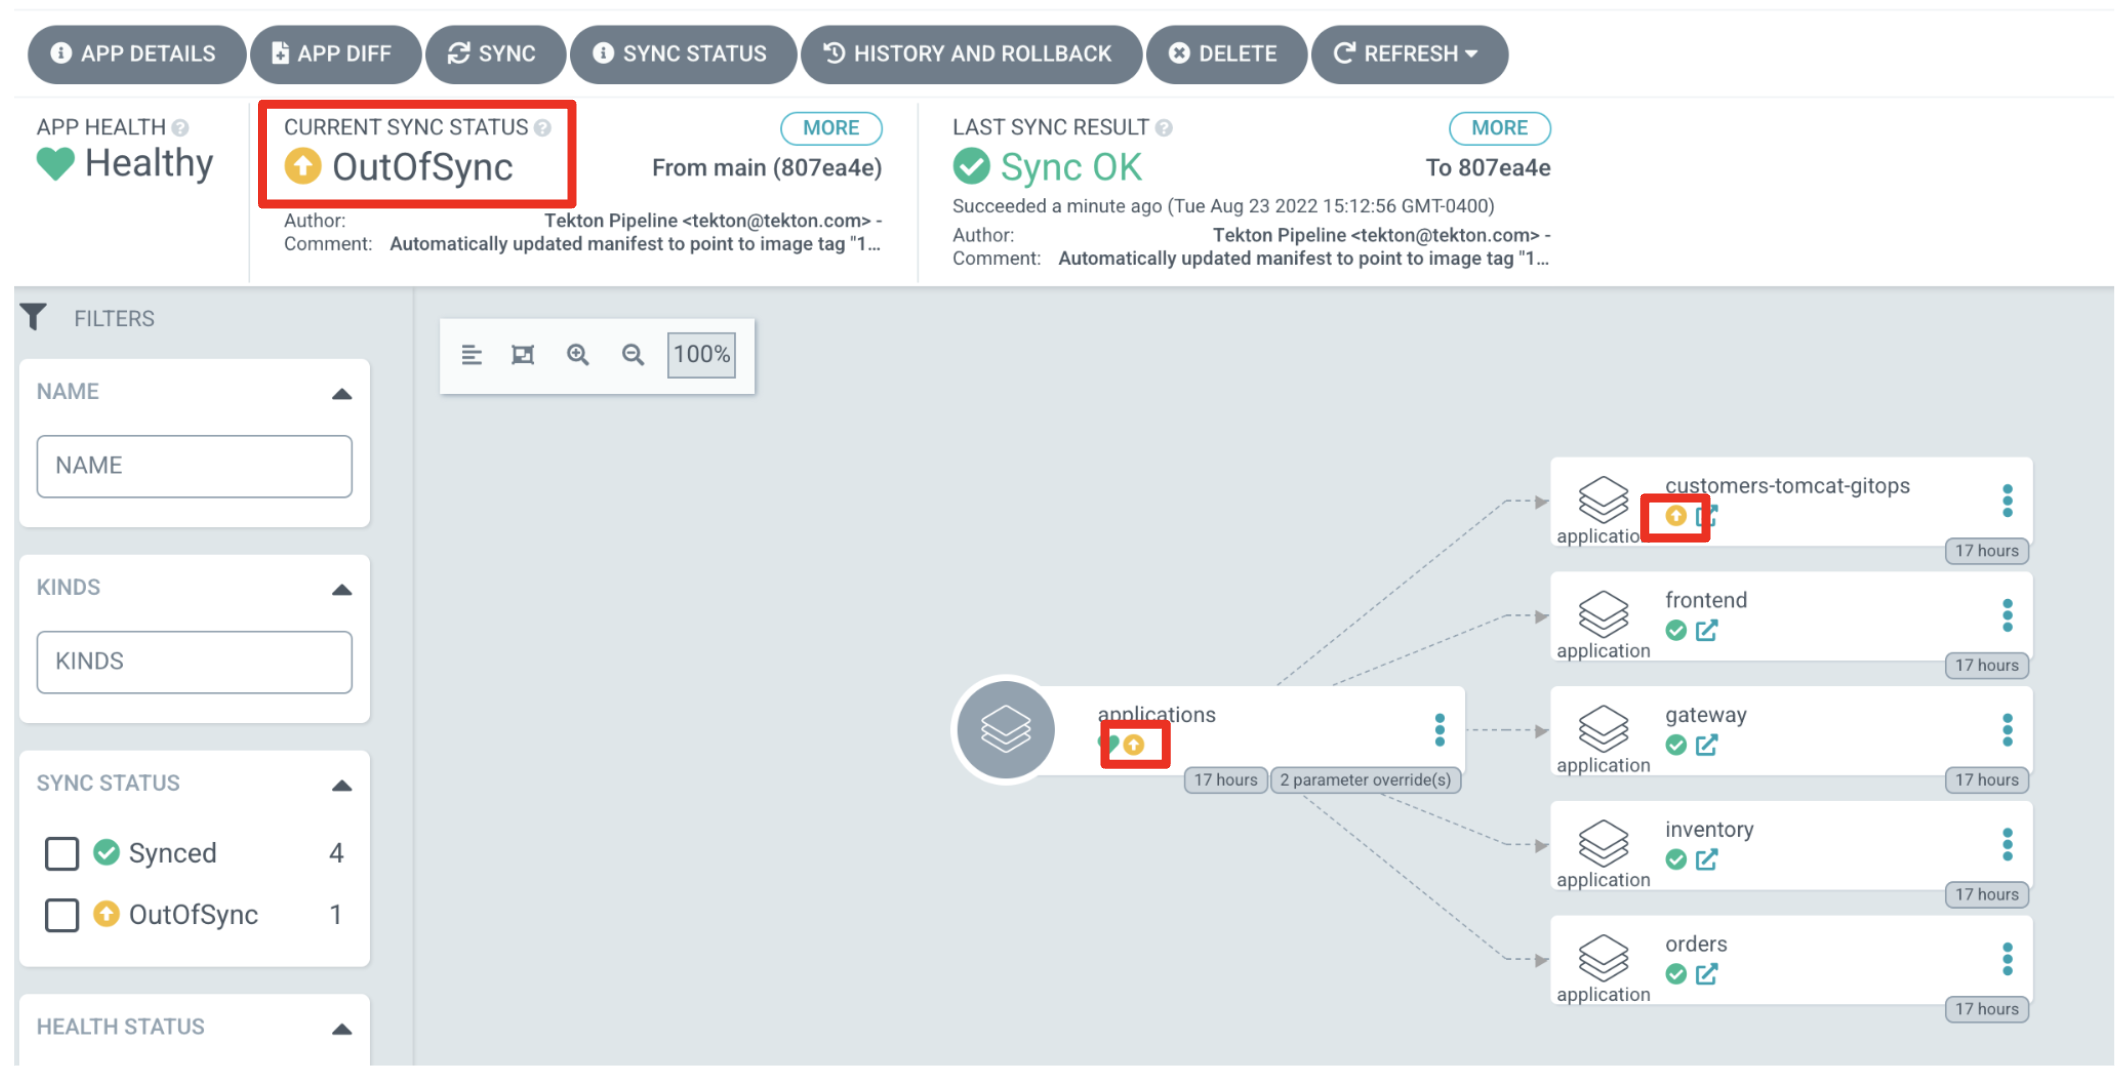 APP DETAILS APP DIFF SYNC SYNC STATUS HISTORY AND ROLLBACK DELETE REFRESH
APP HEALTH
Healthy
CURRENT SYNC STATUS MORE
OutOfSync From main (807ea4e)
Author: Tekton Pipeline <tekton@tekton.com> -
Comment: Automatically updated manifest to point to image tag "1...
LAST SYNC RESULT MORE
Sync OK To 807ea4e
Succeeded a minute ago (Tue Aug 23 2022 15:12:56 GMT-0400)
Author: Tekton Pipeline <tekton@tekton.com> -
Comment: Automatically updated manifest to point to image tag "1...
FILTERS
NAME
NAME
KINDS
KINDS
SYNC STATUS
Synced 4
OutOfSync 1
HEALTH STATUS
100%
applications
17 hours 2 parameter override(s)
customers-tomcat-gitops
applicatio
17 hours
frontend
application
17 hours
gateway
application
17 hours
inventory
application
17 hours
orders
application
17 hours